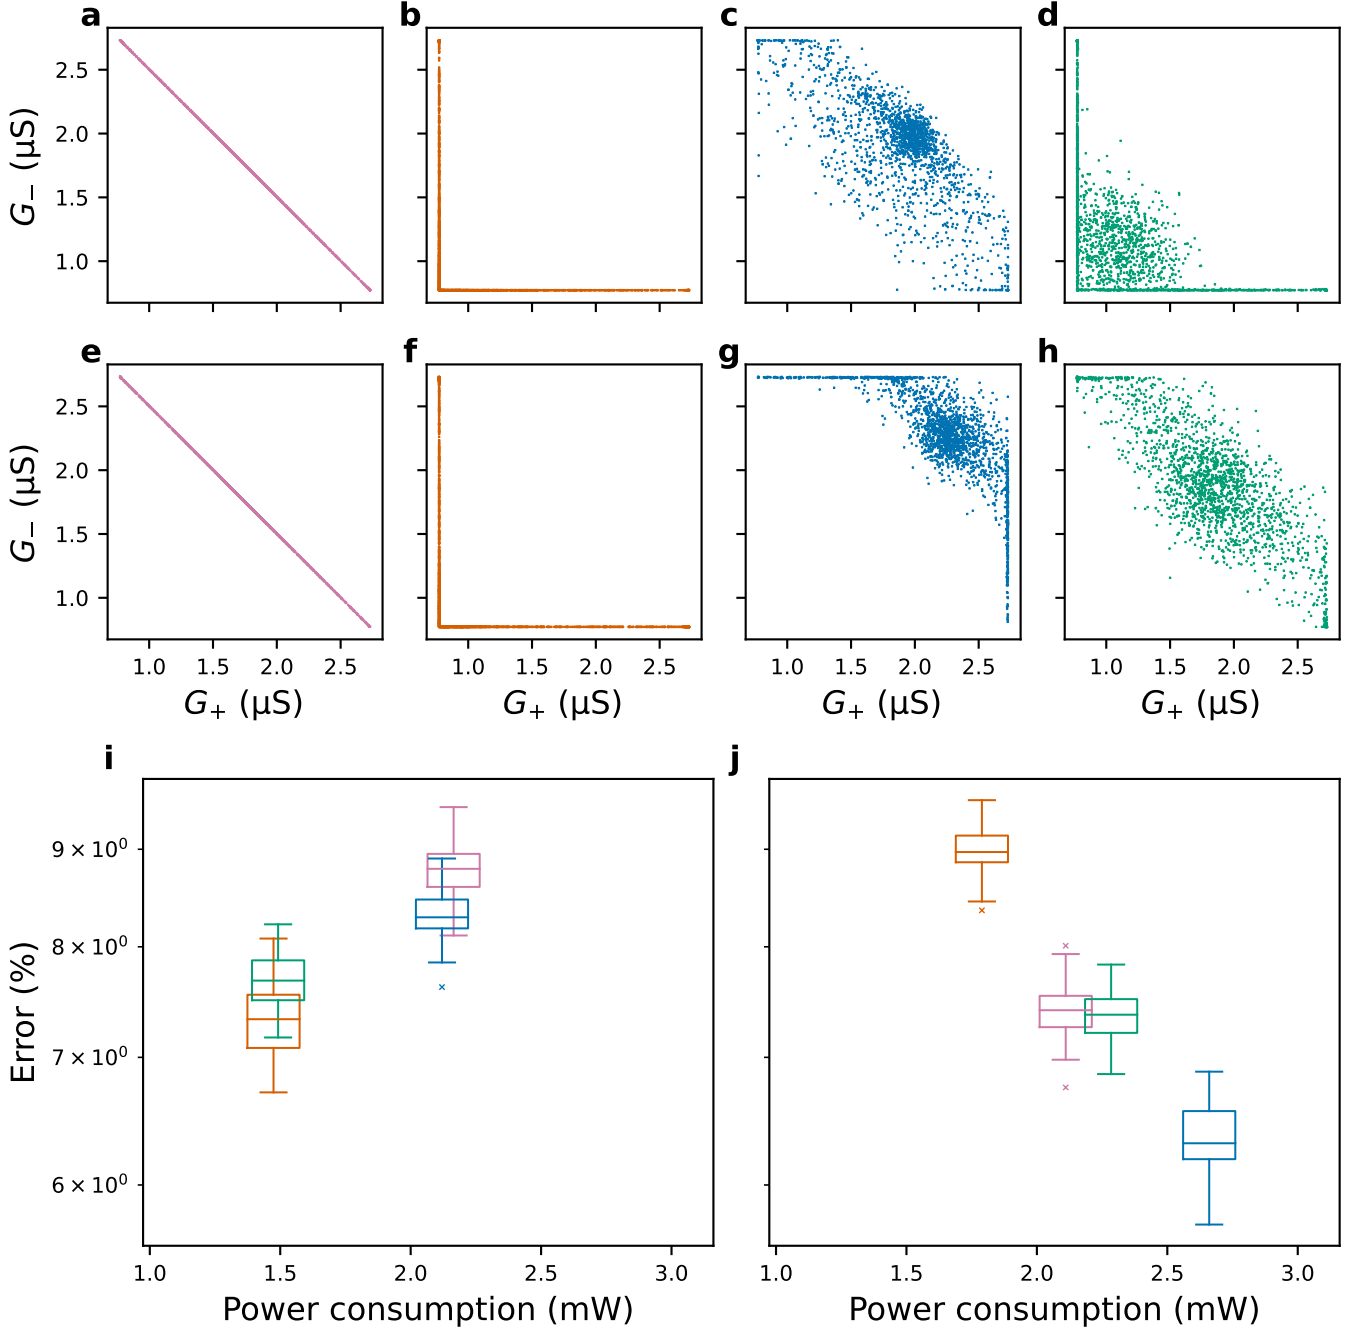 a
b
c
d
2.5
2.0
1.5
1.0
G₋ (μS)
e
f
g
h
2.5
2.0
1.5
1.0
G₋ (μS)
1.0 1.5 2.0 2.5
1.0 1.5 2.0 2.5
1.0 1.5 2.0 2.5
1.0 1.5 2.0 2.5
G₊ (μS)
G₊ (μS)
G₊ (μS)
G₊ (μS)
i
j
9 × 10⁰
8 × 10⁰
7 × 10⁰
6 × 10⁰
Error (%)
1.0 1.5 2.0 2.5 3.0
1.0 1.5 2.0 2.5 3.0
Power consumption (mW)
Power consumption (mW)